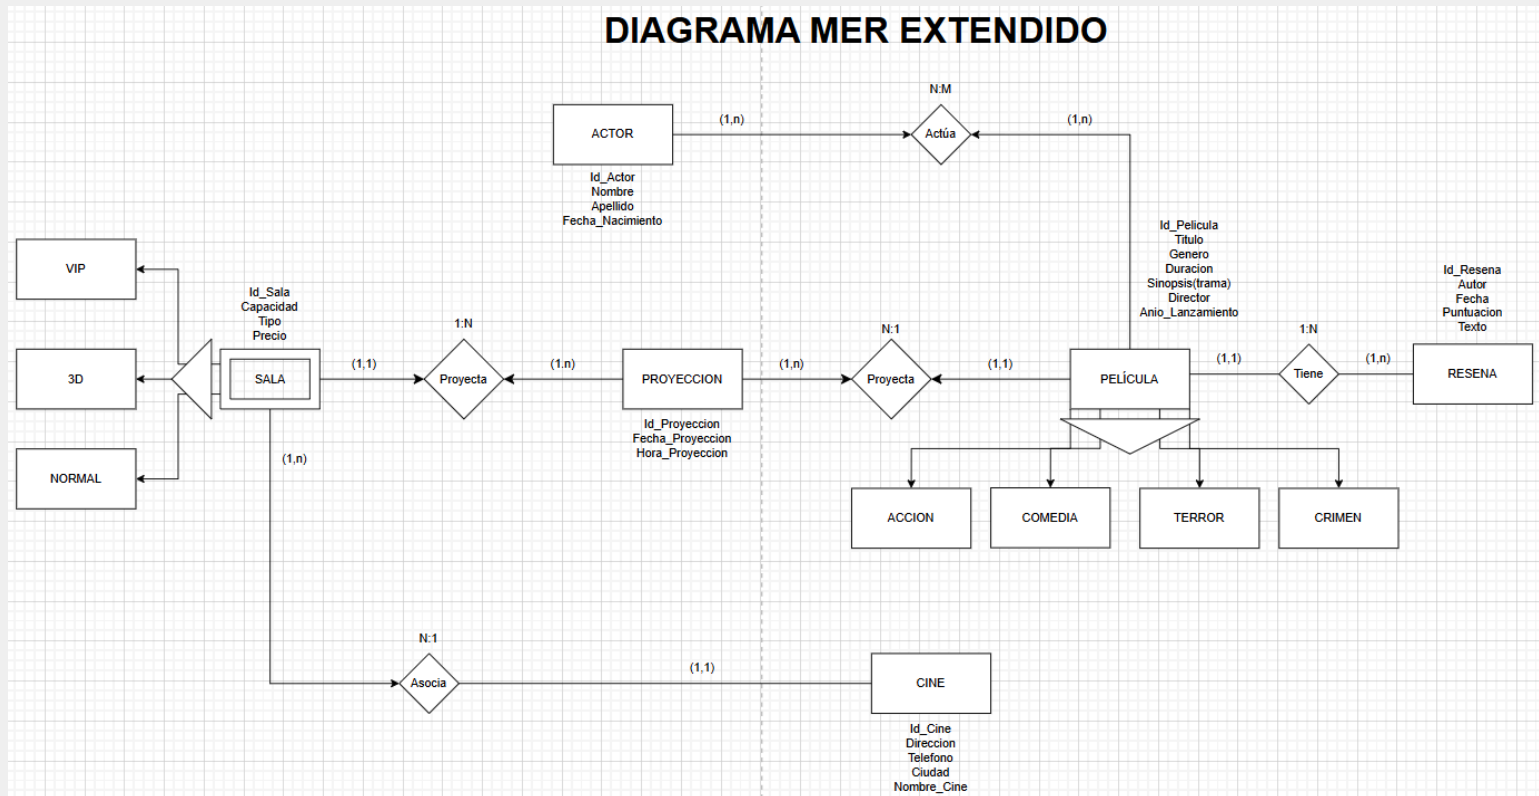 DIAGRAMA MER EXTENDIDO
N:M
ACTOR
(1,n)
Actúa
(1,n)
Id_Actor
Nombre
Apellido
Fecha_Nacimiento
VIP
3D
NORMAL
Id_Sala
Capacidad
Tipo
Precio
SALA
(1,1)
1:N
Proyecta
(1.n)
PROYECCION
Id_Proyeccion
Fecha_Proyeccion
Hora_Proyeccion
(1,n)
N:1
Proyecta
(1,1)
Id_Pelicula
Titulo
Genero
Duracion
Sinopsis(trama)
Director
Anio_Lanzamiento
PELÍCULA
(1,1)
1:N
Tiene
(1,n)
Id_Resena
Autor
Fecha
Puntuacion
Texto
RESENA
ACCION
COMEDIA
TERROR
CRIMEN
(1,n)
N:1
Asocia
(1,1)
CINE
Id_Cine
Direccion
Telefono
Ciudad
Nombre_Cine